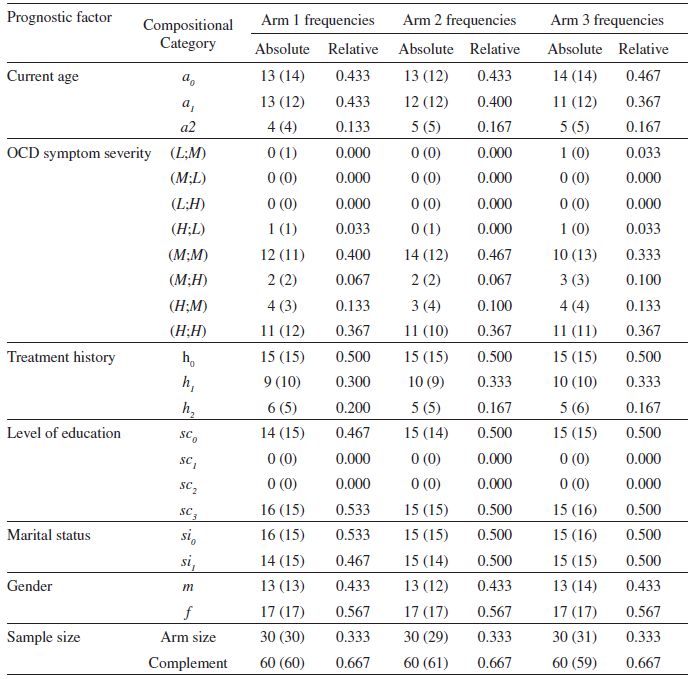 Prognostic factor Compositional Category Arm 1 frequencies Arm 2 frequencies Arm 3 frequencies
Absolute Relative Absolute Relative Absolute Relative
Current age a0 13 (14) 0.433 13 (12) 0.433 14 (14) 0.467
a1 13 (12) 0.433 12 (12) 0.400 11 (12) 0.367
a2 4 (4) 0.133 5 (5) 0.167 5 (5) 0.167
OCD symptom severity (L;M) 0 (1) 0.000 0 (0) 0.000 1 (0) 0.033
(M;L) 0 (0) 0.000 0 (0) 0.000 0 (0) 0.000
(L;H) 0 (0) 0.000 0 (0) 0.000 0 (0) 0.000
(H;L) 1 (1) 0.033 0 (1) 0.000 1 (0) 0.033
(M;M) 12 (11) 0.400 14 (12) 0.467 10 (13) 0.333
(M;H) 2 (2) 0.067 2 (2) 0.067 3 (3) 0.100
(H;M) 4 (3) 0.133 3 (4) 0.100 4 (4) 0.133
(H;H) 11 (12) 0.367 11 (10) 0.367 11 (11) 0.367
Treatment history h0 15 (15) 0.500 15 (15) 0.500 15 (15) 0.500
h1 9 (10) 0.300 10 (9) 0.333 10 (10) 0.333
h2 6 (5) 0.200 5 (5) 0.167 5 (6) 0.167
Level of education sc0 14 (15) 0.467 15 (14) 0.500 15 (15) 0.500
sc1 0 (0) 0.000 0 (0) 0.000 0 (0) 0.000
sc2 0 (0) 0.000 0 (0) 0.000 0 (0) 0.000
sc3 16 (15) 0.533 15 (15) 0.500 15 (16) 0.500
Marital status si0 16 (15) 0.533 15 (15) 0.500 15 (16) 0.500
si1 14 (15) 0.467 15 (14) 0.500 15 (15) 0.500
Gender m 13 (13) 0.433 13 (12) 0.433 13 (14) 0.433
f 17 (17) 0.567 17 (17) 0.567 17 (17) 0.567
Sample size Arm size 30 (30) 0.333 30 (29) 0.333 30 (31) 0.333
Complement 60 (60) 0.667 60 (61) 0.667 60 (59) 0.667